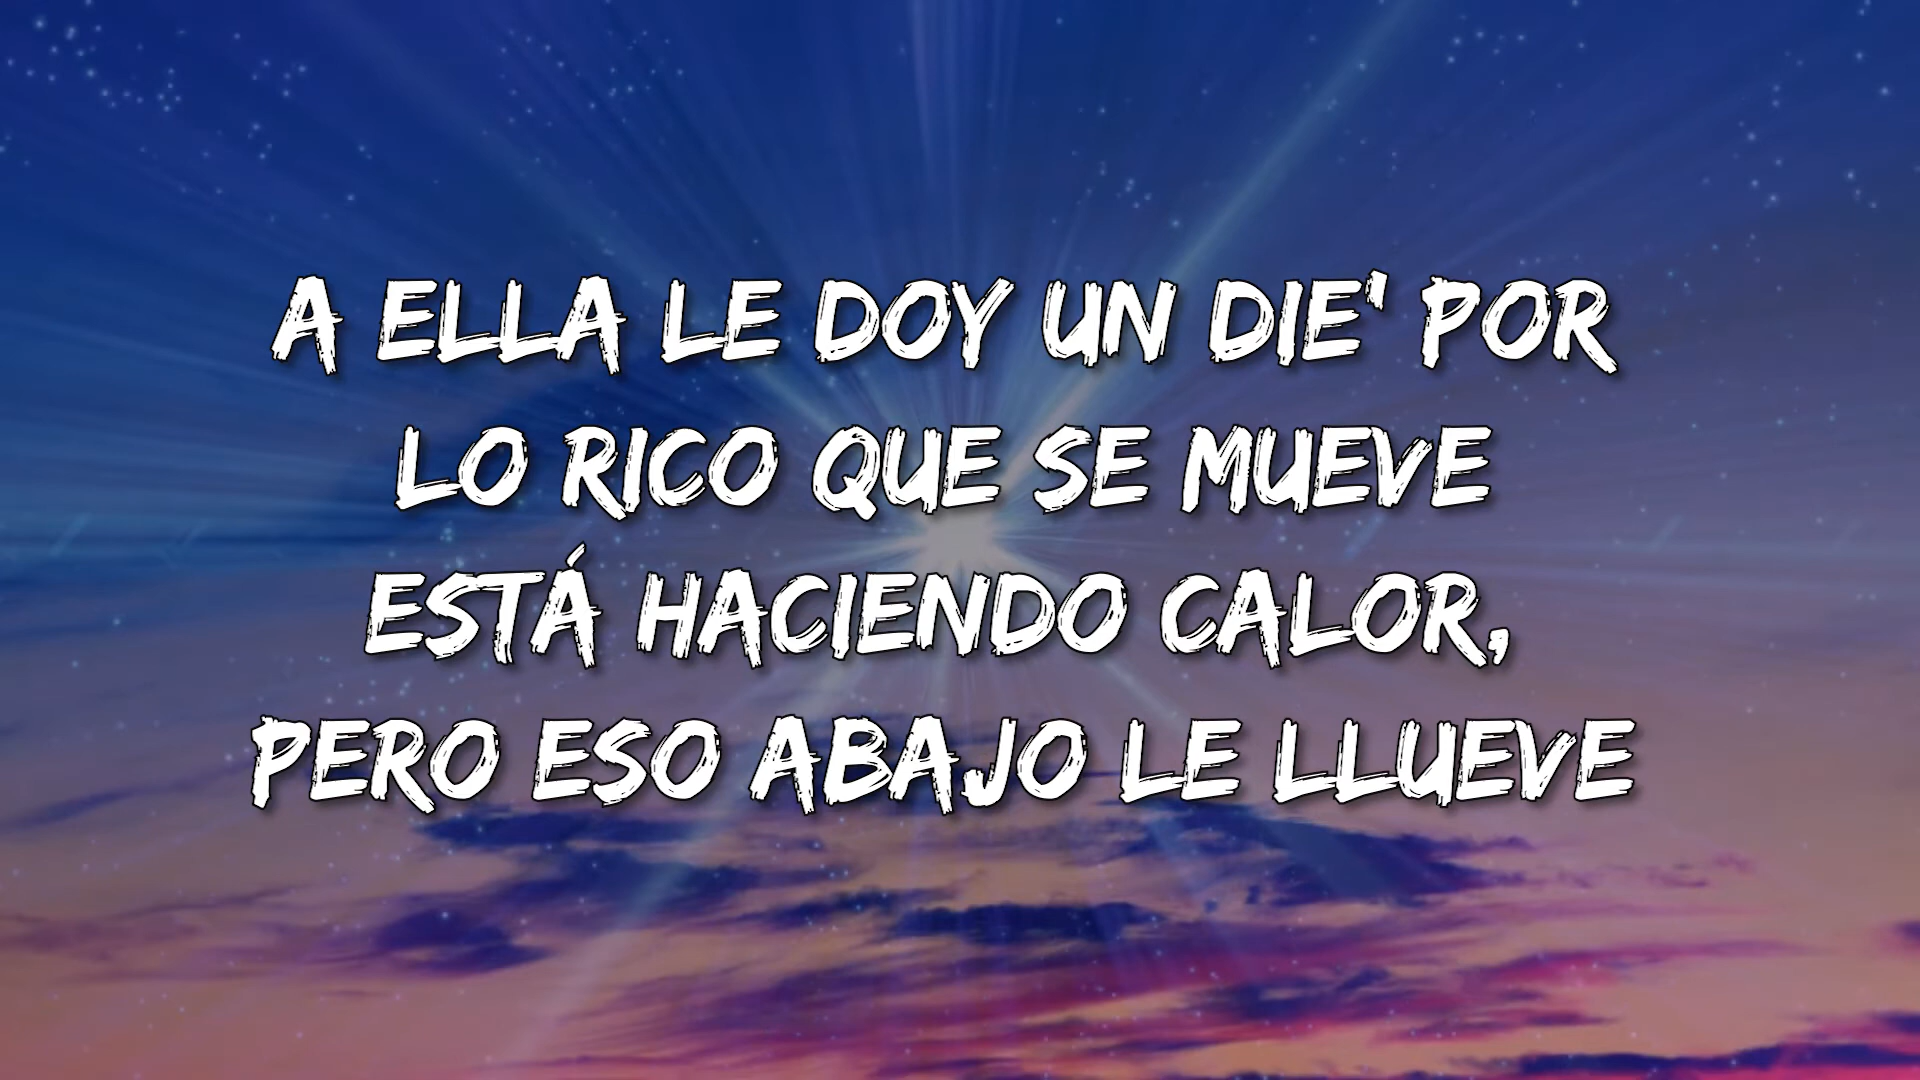 A ELLA LE DOY UN DIE' POR
LO RICO QUE SE MUEVE
ESTÁ HACIENDO CALOR,
PERO ESO ABAJO LE LLUEVE